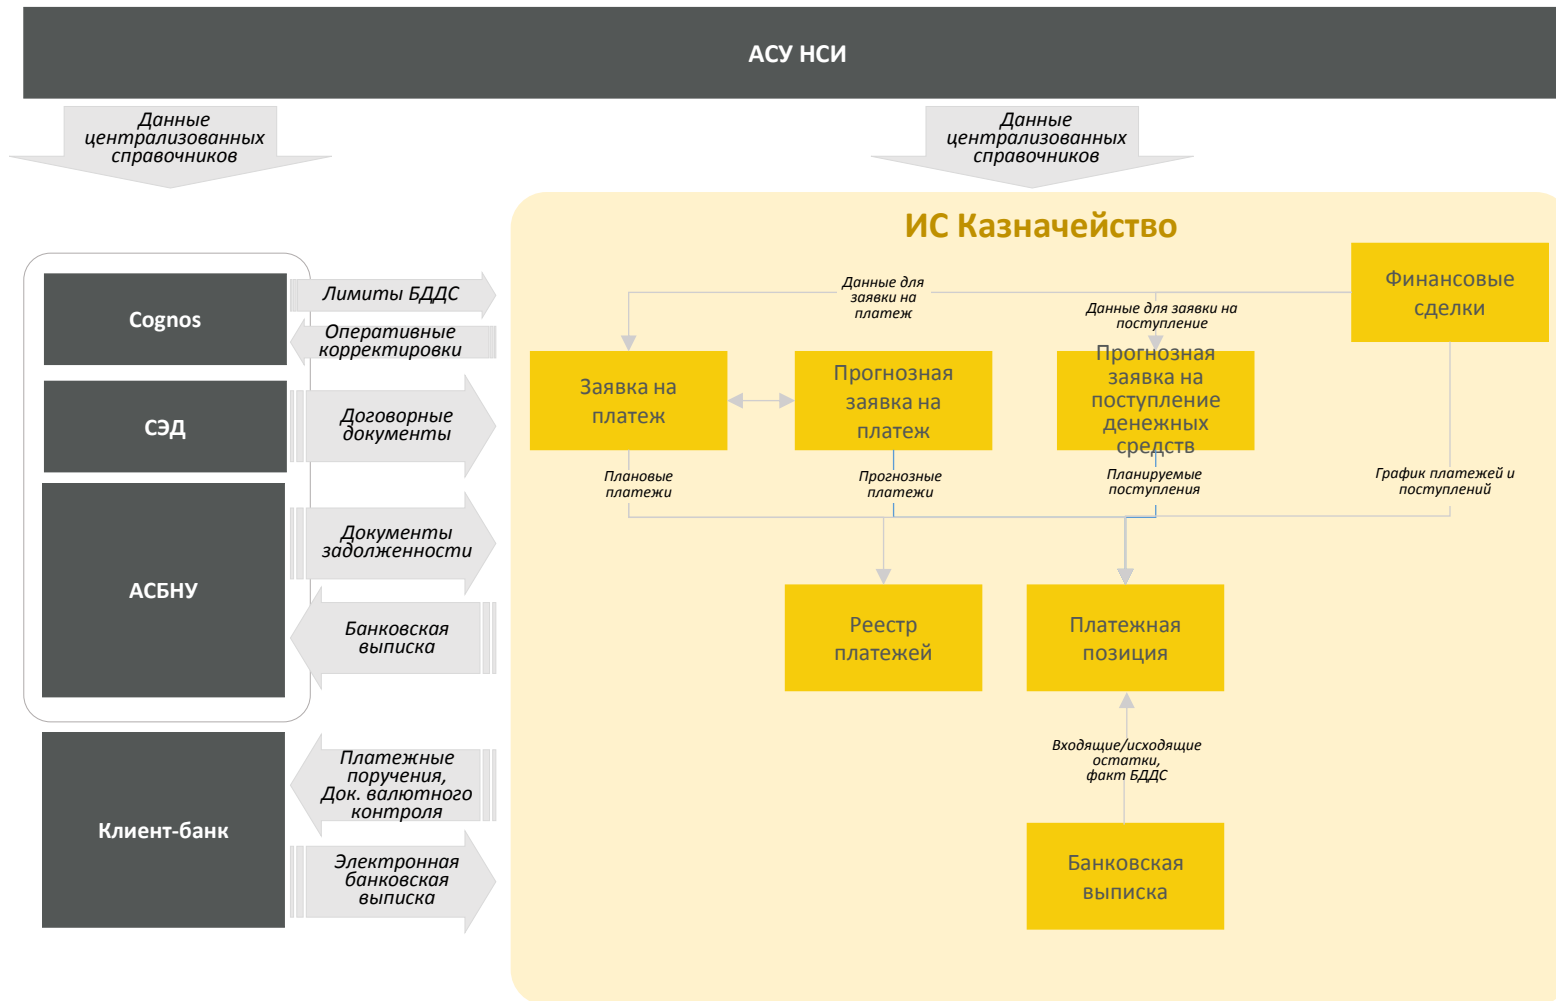 АСУ НСИ
Данные
централизованных
справочников
Данные
централизованных
справочников
ИС Казначейство
Cognos
Лимиты БДДС
Оперативные
корректировки
СЭД
Договорные
документы
АСБНУ
Документы
задолженности
Банковская
выписка
Клиент-банк
Платежные
поручения,
Док. валютного
контроля
Электронная
банковская
выписка
Финансовые
сделки
Данные для
заявки на
платеж
Данные для заявки на
поступление
Заявка на
платеж
Прогнозная
заявка на
платеж
Прогнозная
заявка на
поступление
денежных
средств
Плановые
платежи
Прогнозные
платежи
Планируемые
поступления
График платежей и
поступлений
Реестр
платежей
Платежная
позиция
Входящие/исходящие
остатки,
факт БДДС
Банковская
выписка